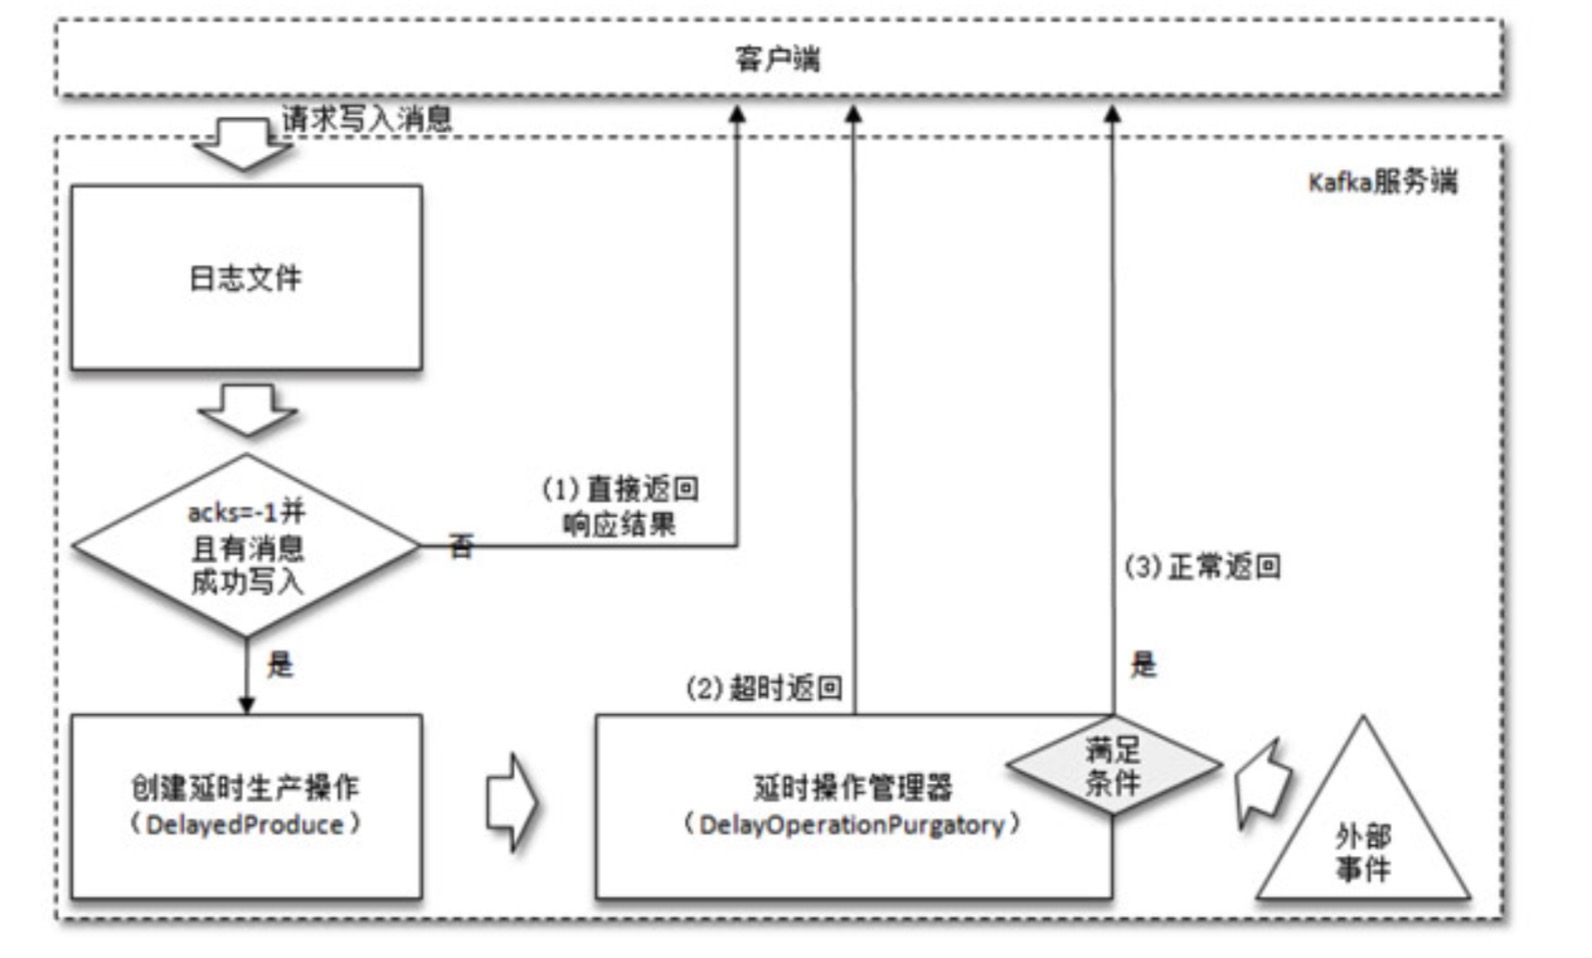 客户端
请求写入消息
Kafka服务端
日志文件
acks=-1并
且有消息
成功写入
否
(1)直接返回
响应结果
是
(2)超时返回
(3)正常返回
是
创建延时生产操作
（DelayedProduce）
延时操作管理器
（DelayOperationPurgatory）
满足
条件
外部
事件